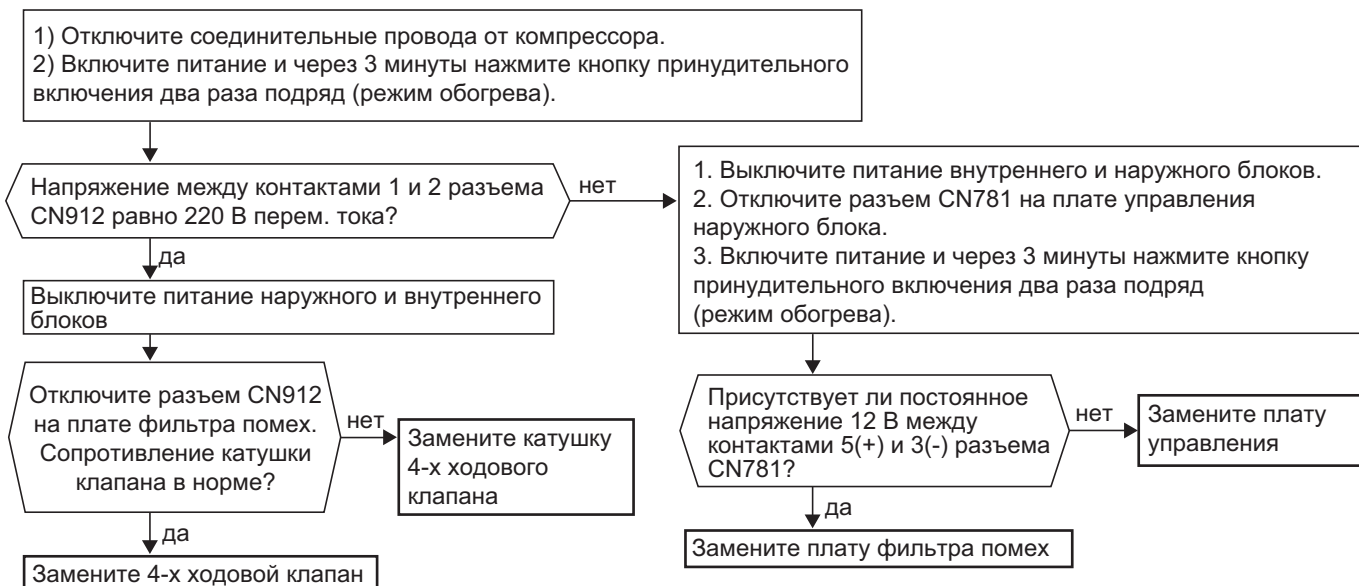 1) Отключите соединительные провода от компрессора.
2) Включите питание и через 3 минуты нажмите кнопку принудительного
включения два раза подряд (режим обогрева).
Напряжение между контактами 1 и 2 разъема
CN912 равно 220 В перем. тока?
нет
да
Выключите питание наружного и внутреннего
блоков
Отключите разъем CN912
на плате фильтра помех.
Сопротивление катушки
клапана в норме?
нет
Замените катушку
4-х ходового
клапана
да
Замените 4-х ходовой клапан
1. Выключите питание внутреннего и наружного блоков.
2. Отключите разъем CN781 на плате управления
наружного блока.
3. Включите питание и через 3 минуты нажмите кнопку
принудительного включения два раза подряд
(режим обогрева).
Присутствует ли постоянное
напряжение 12 В между
контактами 5(+) и 3(-) разъема
CN781?
нет
Замените плату
управления
да
Замените плату фильтра помех